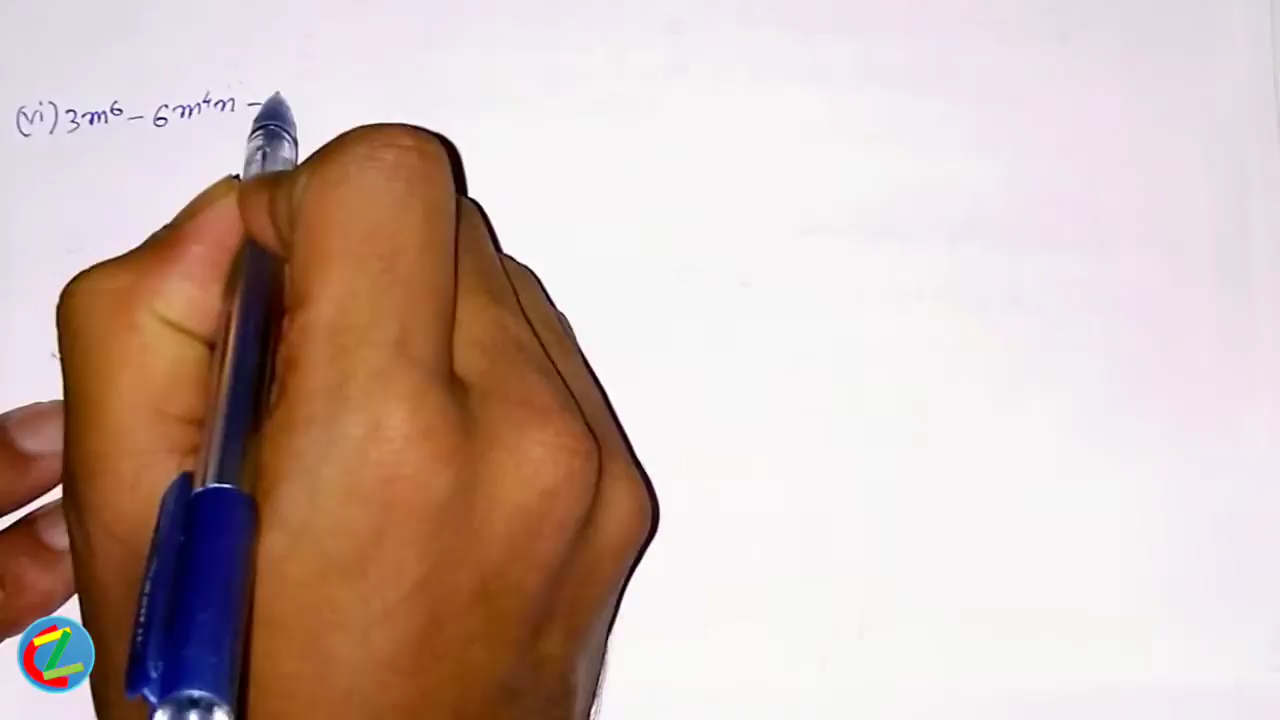 (vi) 3m⁶ - 6m⁴n -